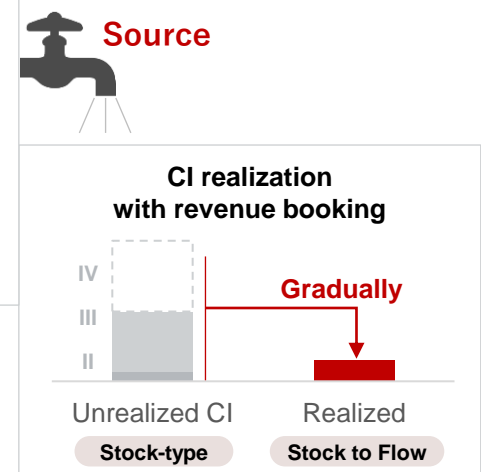 Source
CI realization
with revenue booking
IV
Gradually
III
II
Unrealized CI
Realized
Stock-type
Stock to Flow